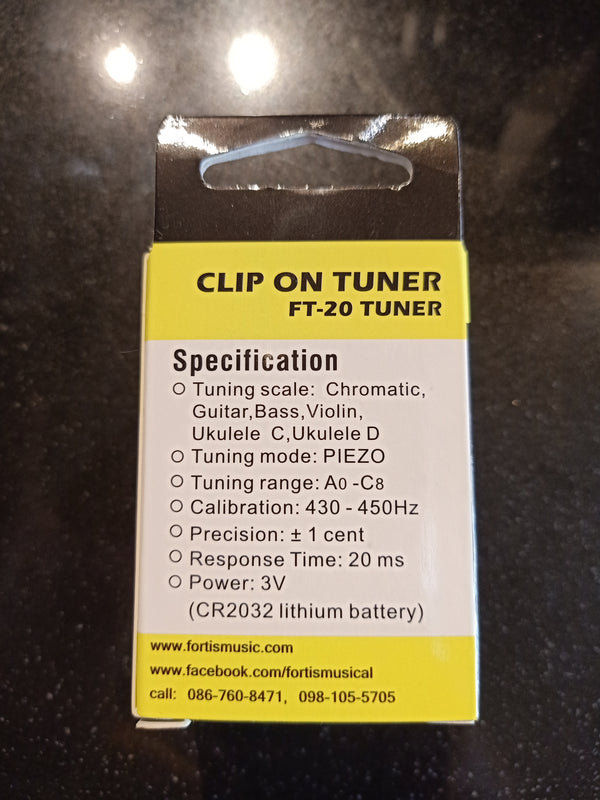 CLIP ON TUNER
FT-20 TUNER
Specification
Tuning scale: Chromatic,
Guitar,Bass,Violin,
Ukulele C,Ukulele D
Tuning mode: PIEZO
Tuning range: A0 -C8
Calibration: 430 - 450Hz
Precision: ± 1 cent
Response Time: 20 ms
Power: 3V
(CR2032 lithium battery)
www.fortismusic.com
www.facebook.com/fortismusical
call: 086-760-8471, 098-105-5705